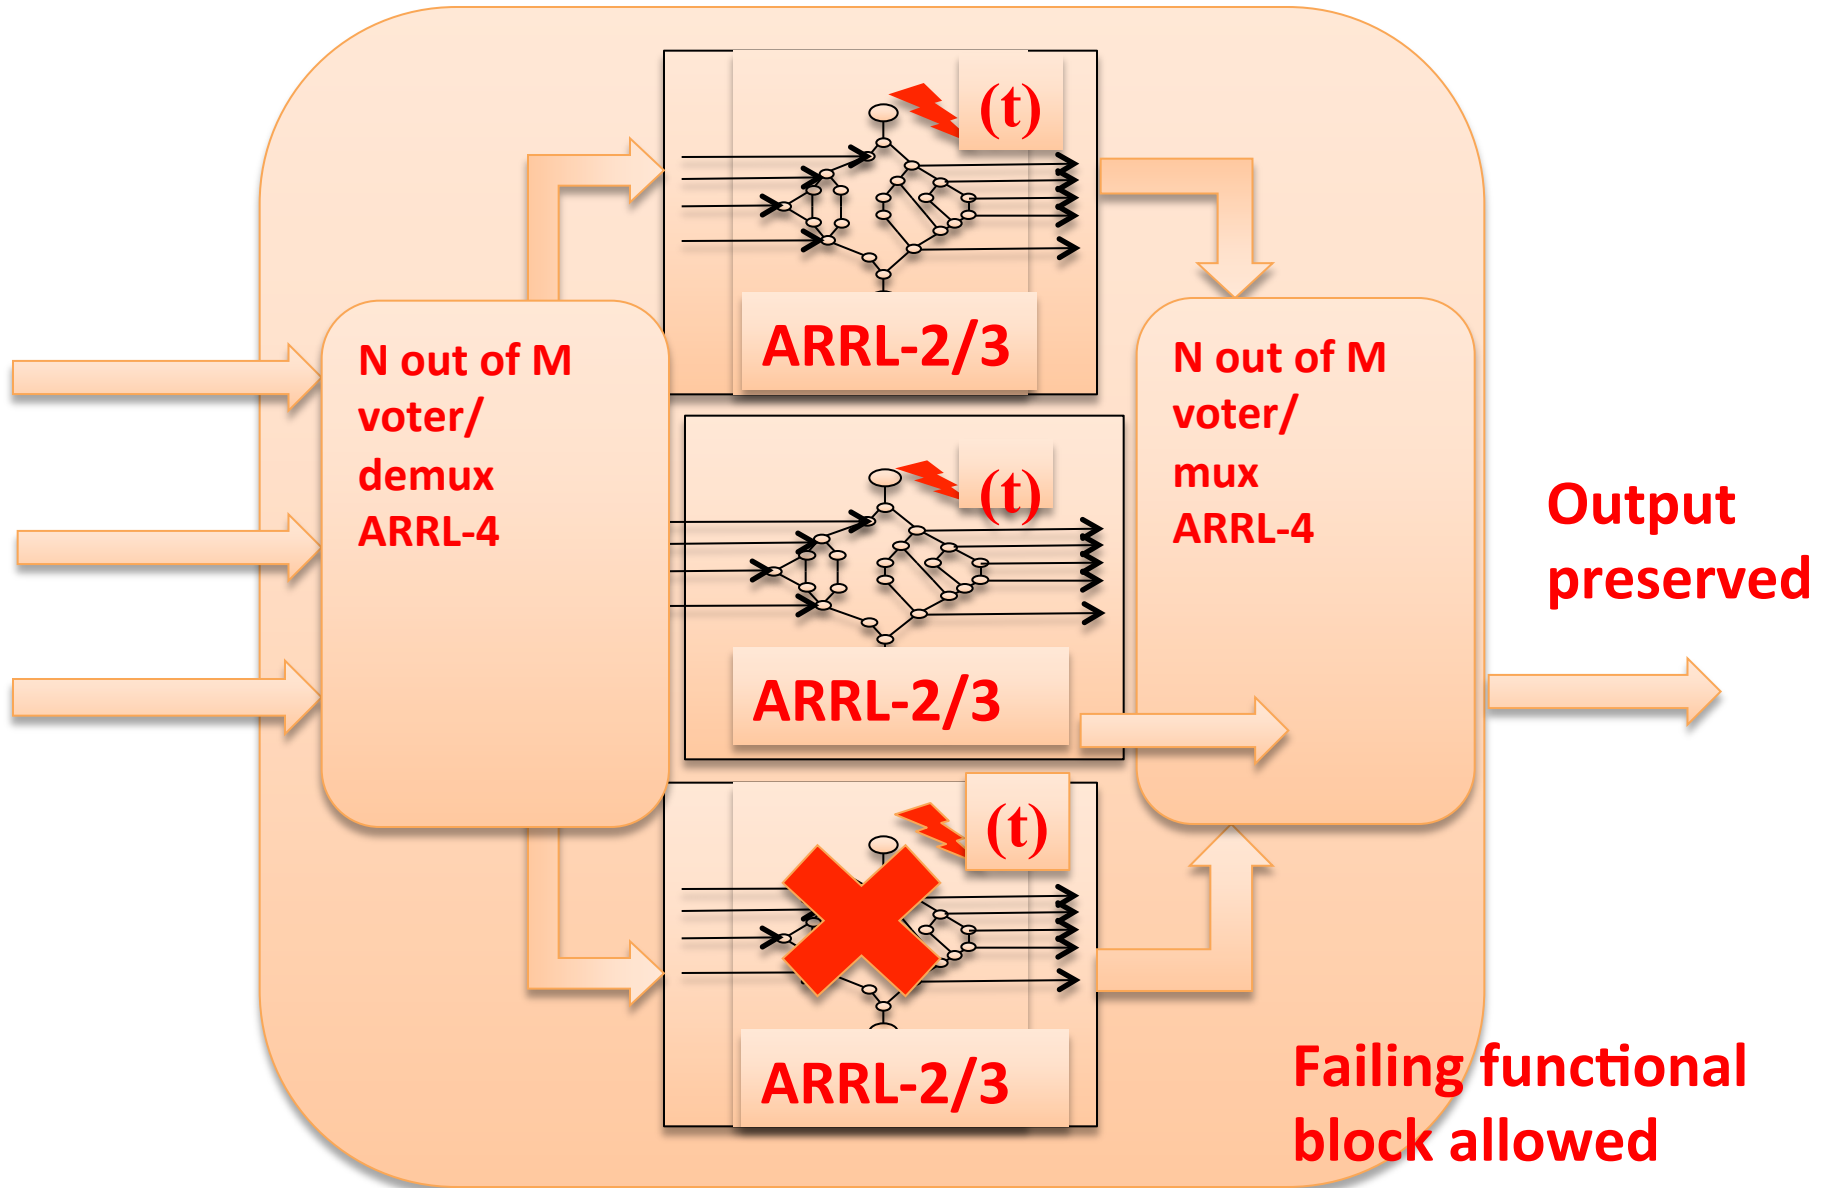 (t)
ARRL-2/3
N out of M
voter/
demux
ARRL-4
(t)
ARRL-2/3
N out of M
voter/
mux
ARRL-4
Output
preserved
(t)
ARRL-2/3
Failing functional
block allowed